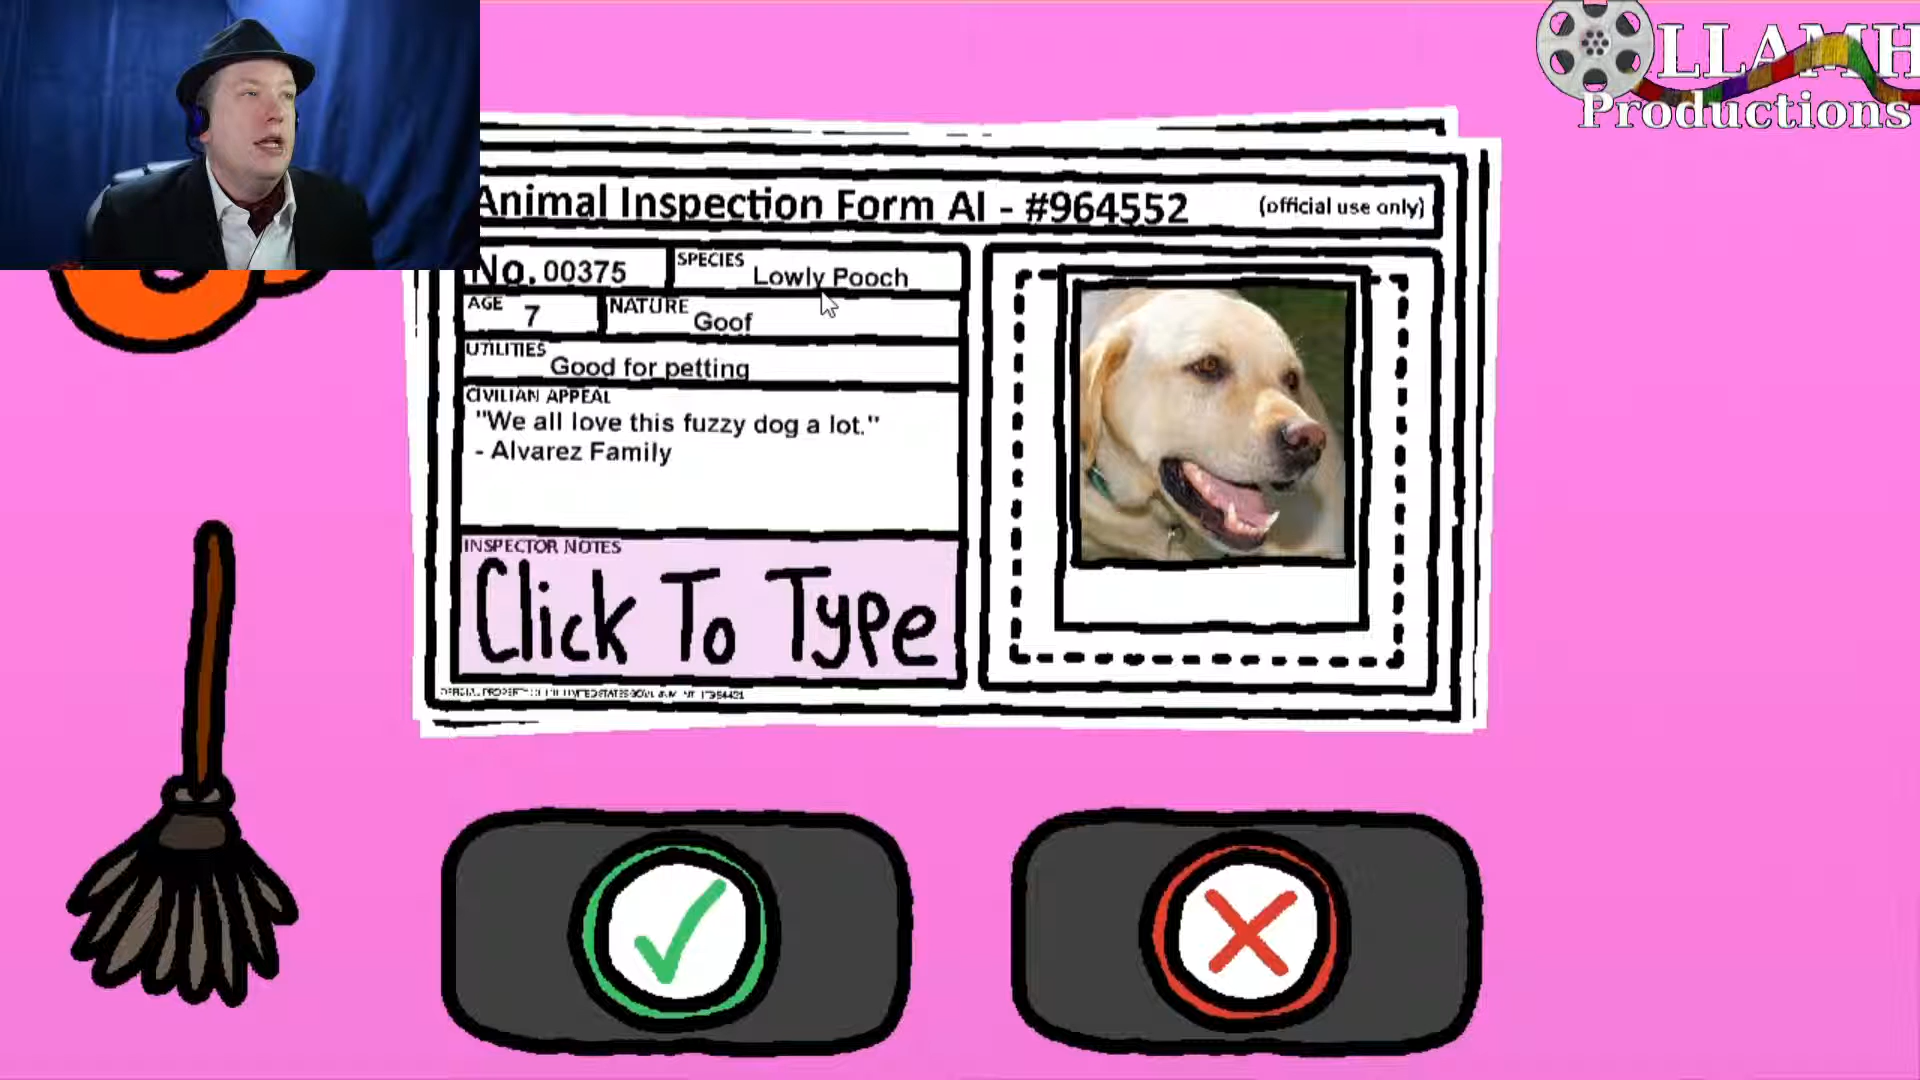 LLAMH
Productions
Animal Inspection Form AI - #964552 (official use only)
No. 00375
SPECIES Lowly Pooch
AGE 7
NATURE Goof
UTILITIES Good for petting
CIVILIAN APPEAL
"We all love this fuzzy dog a lot."
- Alvarez Family
INSPECTOR NOTES
Click To Type